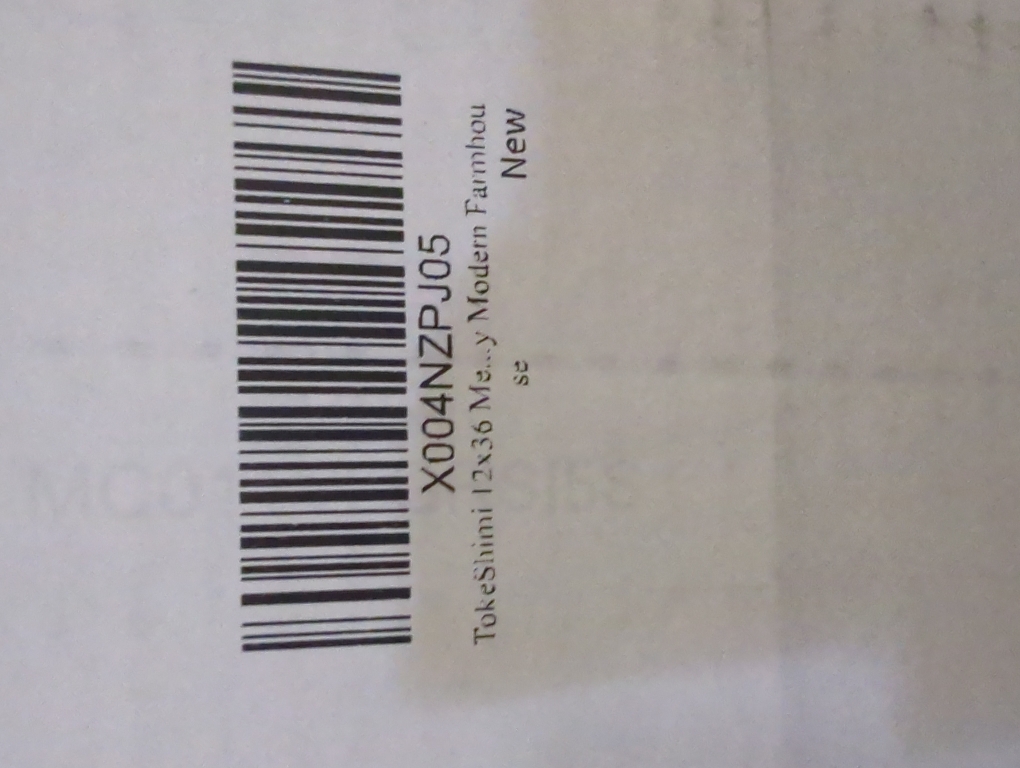 X004NZPJ05
TokeShimi 12x36 Me...y Modern Farmhou
se
New